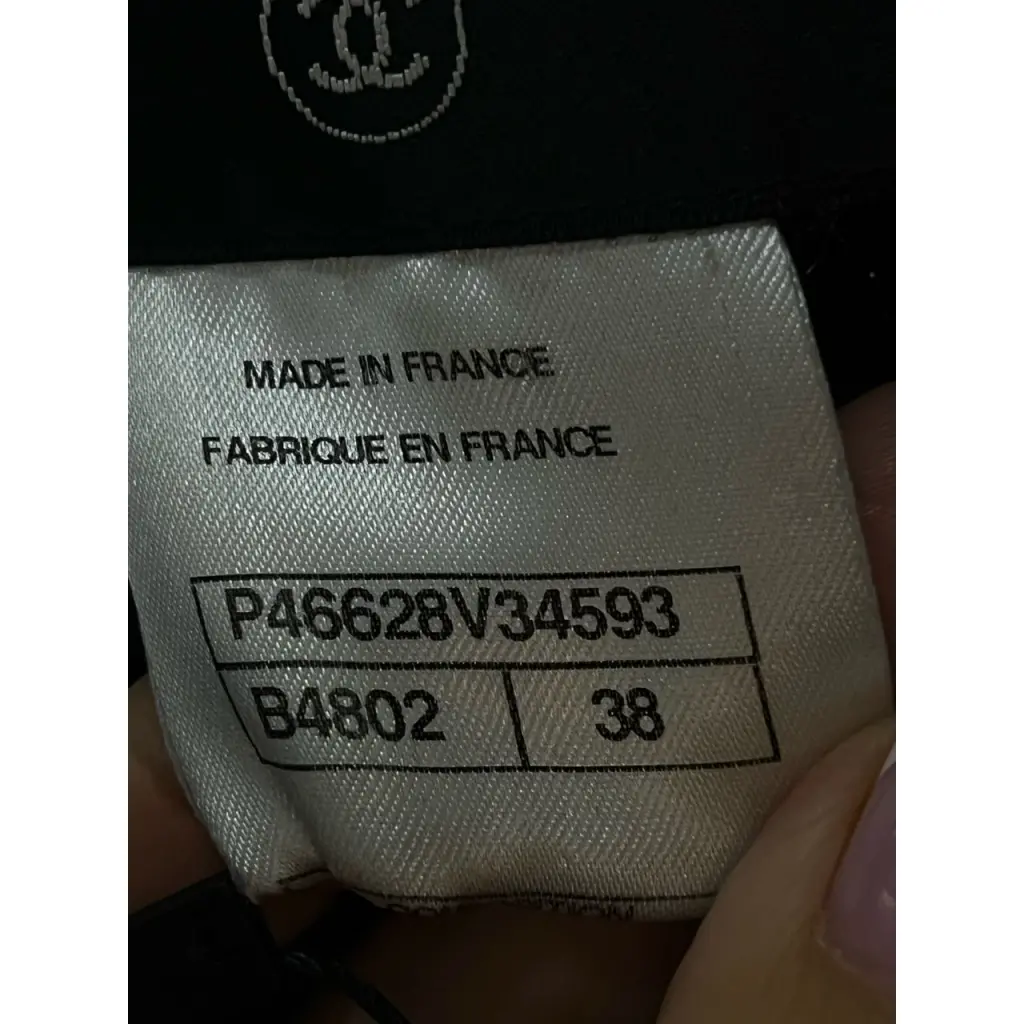 MADE IN FRANCE
FABRIQUE EN FRANCE
P46628V34593
B4802 38